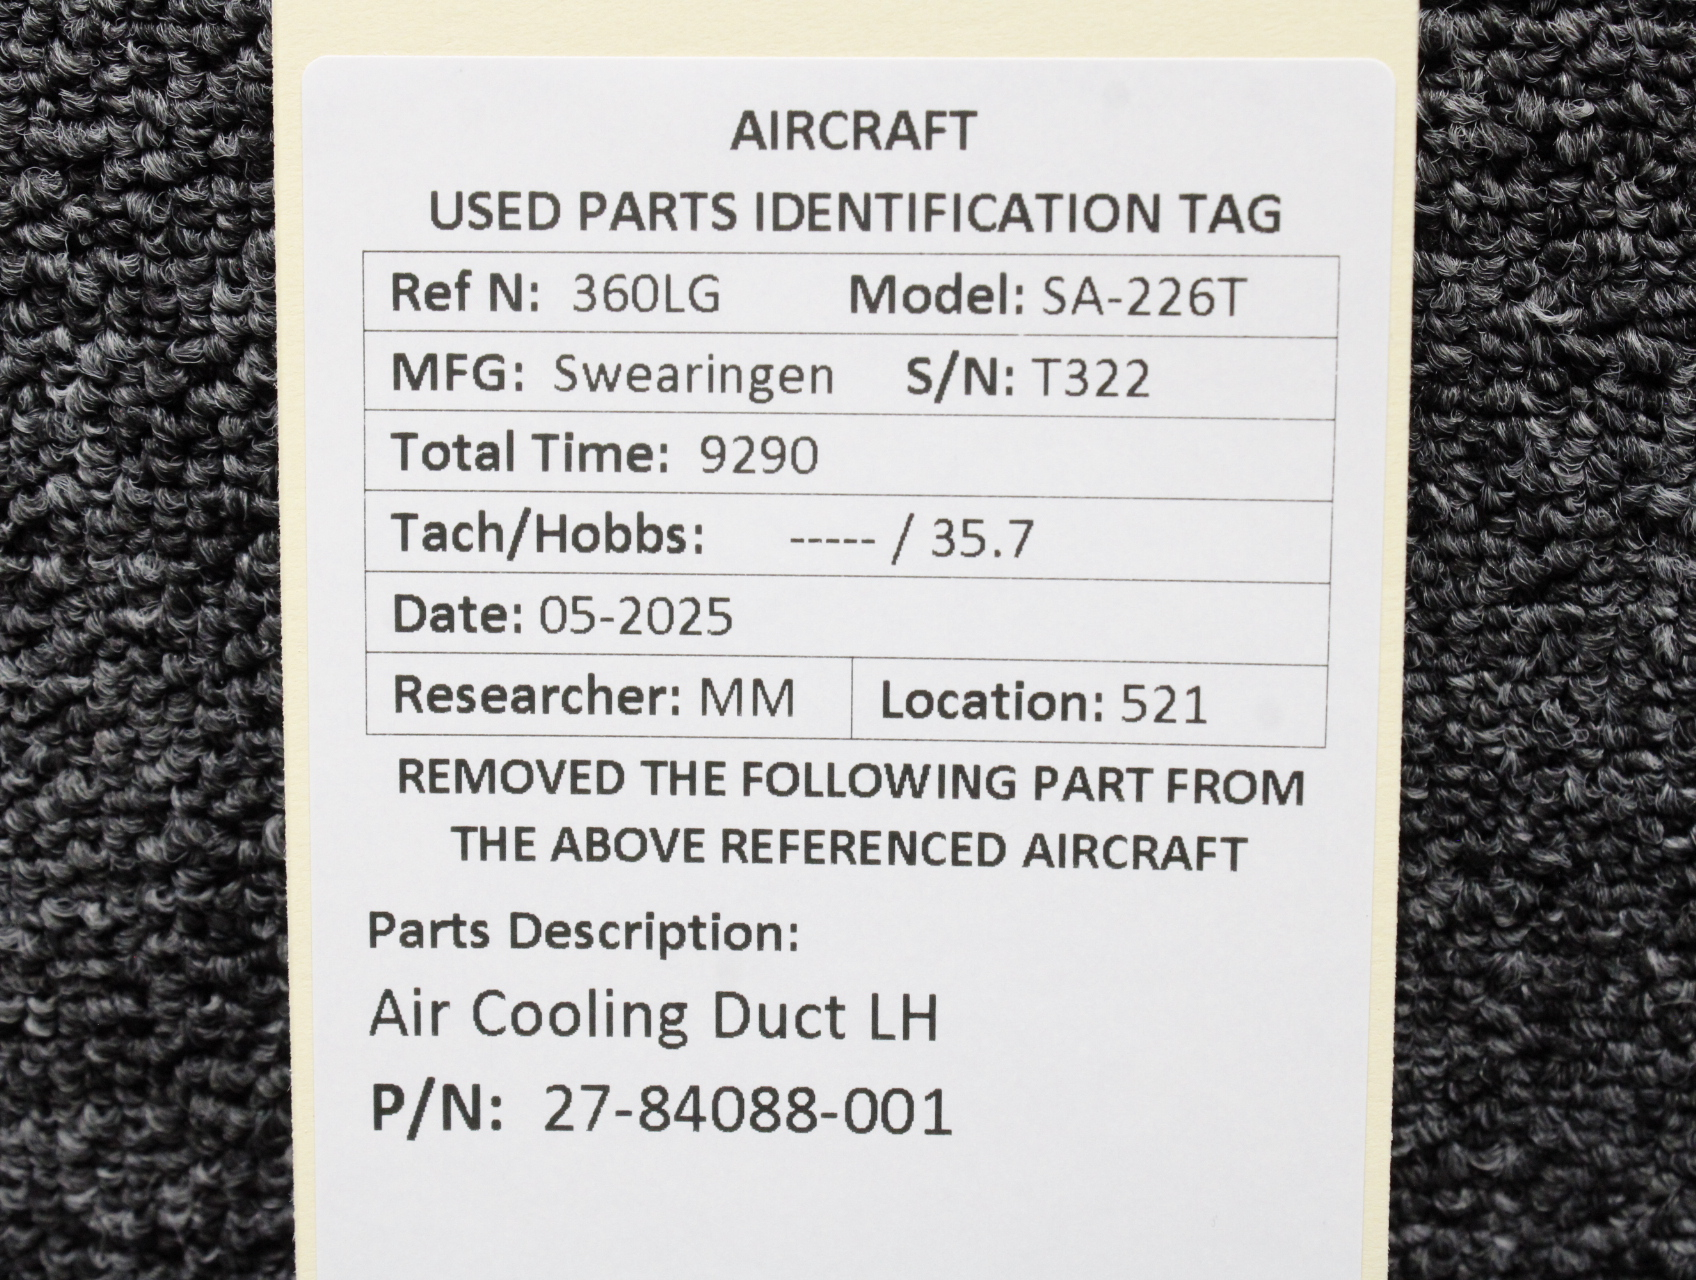 AIRCRAFT
USED PARTS IDENTIFICATION TAG
Ref N: 360LG Model: SA-226T
MFG: Swearingen S/N: T322
Total Time: 9290
Tach/Hobbs: ----- / 35.7
Date: 05-2025
Researcher: MM Location: 521
REMOVED THE FOLLOWING PART FROM
THE ABOVE REFERENCED AIRCRAFT
Parts Description:
Air Cooling Duct LH
P/N: 27-84088-001